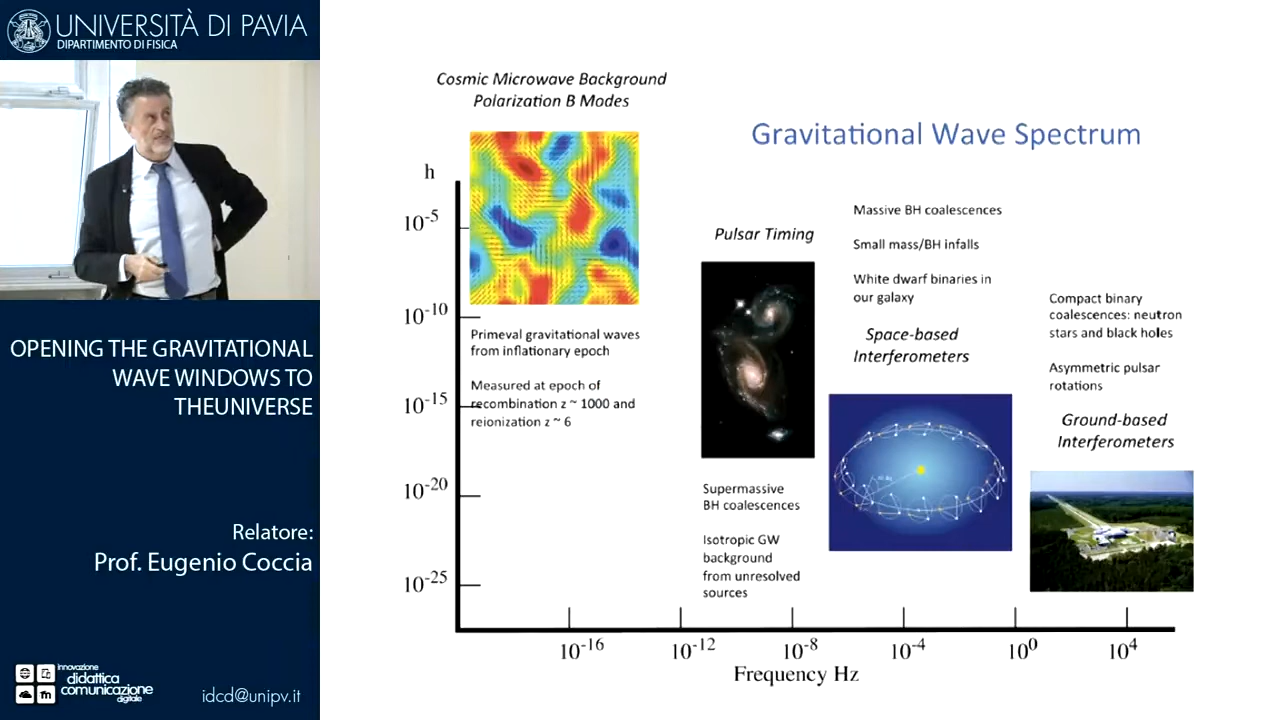 UNIVERSITÀ DI PAVIA
DIPARTIMENTO DI FISICA
OPENING THE GRAVITATIONAL
WAVE WINDOWS TO
THEUNIVERSE
Relatore:
Prof. Eugenio Coccia
innovazione
didattica
comunicazione
digitale
idcd@unipv.it
Cosmic Microwave Background
Polarization B Modes
Gravitational Wave Spectrum
h
10⁻⁵
10⁻¹⁰
10⁻¹⁵
10⁻²⁰
10⁻²⁵
Primeval gravitational waves
from inflationary epoch
Measured at epoch of
recombination z ~ 1000 and
reionization z ~ 6
Pulsar Timing
Supermassive
BH coalescences
Isotropic GW
background
from unresolved
sources
Massive BH coalescences
Small mass/BH infalls
White dwarf binaries in
our galaxy
Space-based
Interferometers
Compact binary
coalescences: neutron
stars and black holes
Asymmetric pulsar
rotations
Ground-based
Interferometers
10⁻¹⁶ 10⁻¹² 10⁻⁸ 10⁻⁴ 10⁰ 10⁴
Frequency Hz